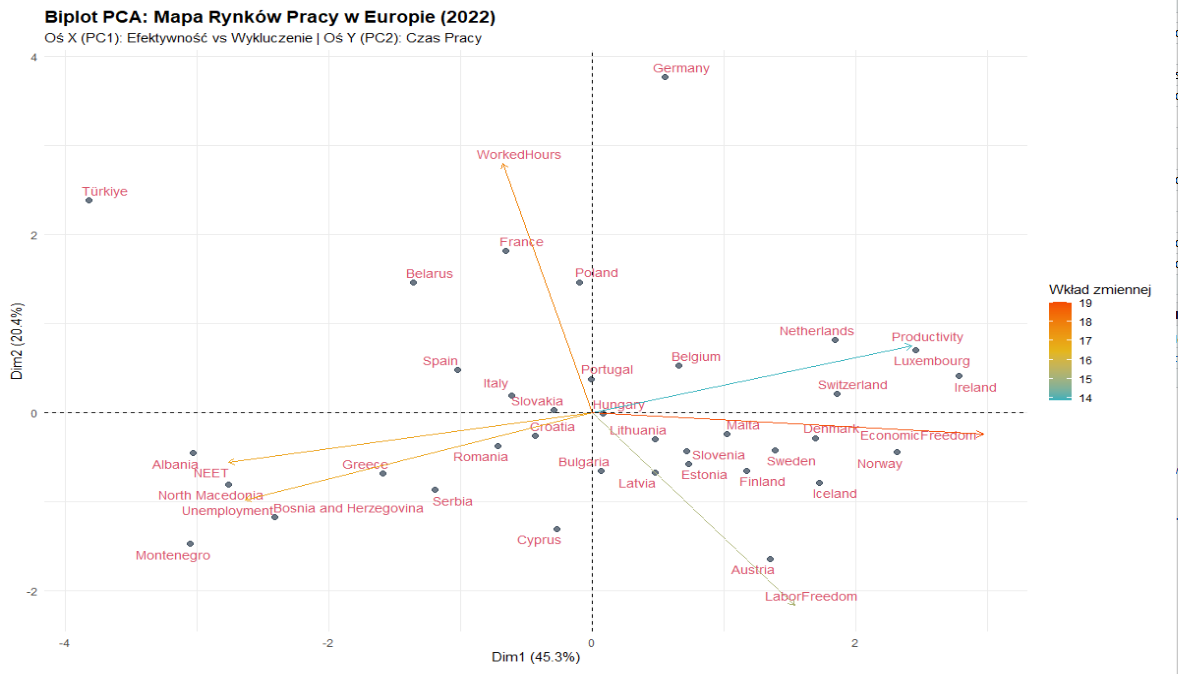 Biplot PCA: Mapa Rynków Pracy w Europie (2022)
Oś X (PC1): Efektywność vs Wykluczenie | Oś Y (PC2): Czas Pracy
4
Germany
WorkedHours
Türkiye
2
France
Belarus
Poland
Wkład zmiennej
19
18
17
16
15
14
Dim2 (20.4%)
Netherlands
Productivity
Belgium
Luxembourg
Spain
Portugal
Italy
Switzerland
Ireland
Slovakia
Hungary
0
Croatia
Lithuania
Malta
Denmark
EconomicFreedom
Romania
Slovenia
Albania
Greece
Bulgaria
Sweden
Norway
NEET
Latvia
Estonia
Finland
North Macedonia
Serbia
Iceland
Unemployment
Bosnia and Herzegovina
Cyprus
Montenegro
Austria
-2
LaborFreedom
-4
-2
0
2
Dim1 (45.3%)